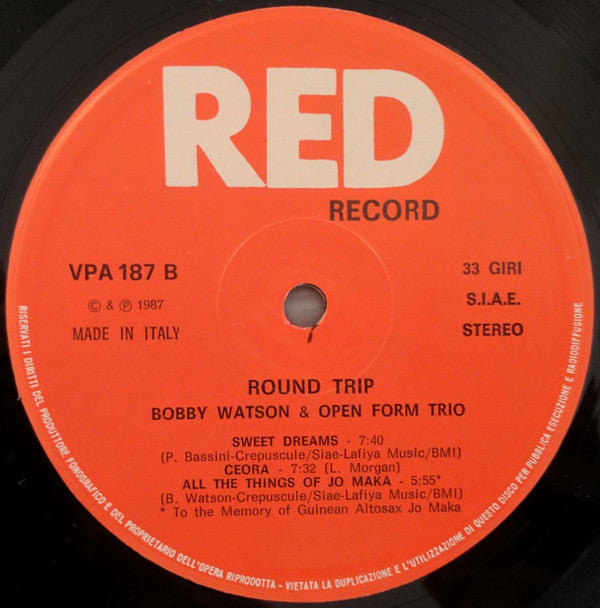 RED
RECORD
VPA 187 B
© & ℗ 1987
MADE IN ITALY
33 GIRI
S.I.A.E.
STEREO
ROUND TRIP
BOBBY WATSON & OPEN FORM TRIO
SWEET DREAMS - 7:40
(P. Bassini-Crepuscule/Siae-Lafiya Music/BMI)
CEORA - 7:32 (L. Morgan)
ALL THE THINGS OF JO MAKA - 5:55*
(B. Watson-Crepuscule/Siae-Lafiya Music/BMI)
* To the Memory of Guinean Altosax Jo Maka
RISERVATI I DIRITTI DEL PRODUTTORE FONOGRAFICO E DEL PROPRIETARIO DELL'OPERA RIPRODOTTA - VIETATA LA DUPLICAZIONE E L'UTILIZZAZIONE DI QUESTO DISCO PER PUBBLICA ESECUZIONE E RADIODIFFUSIONE